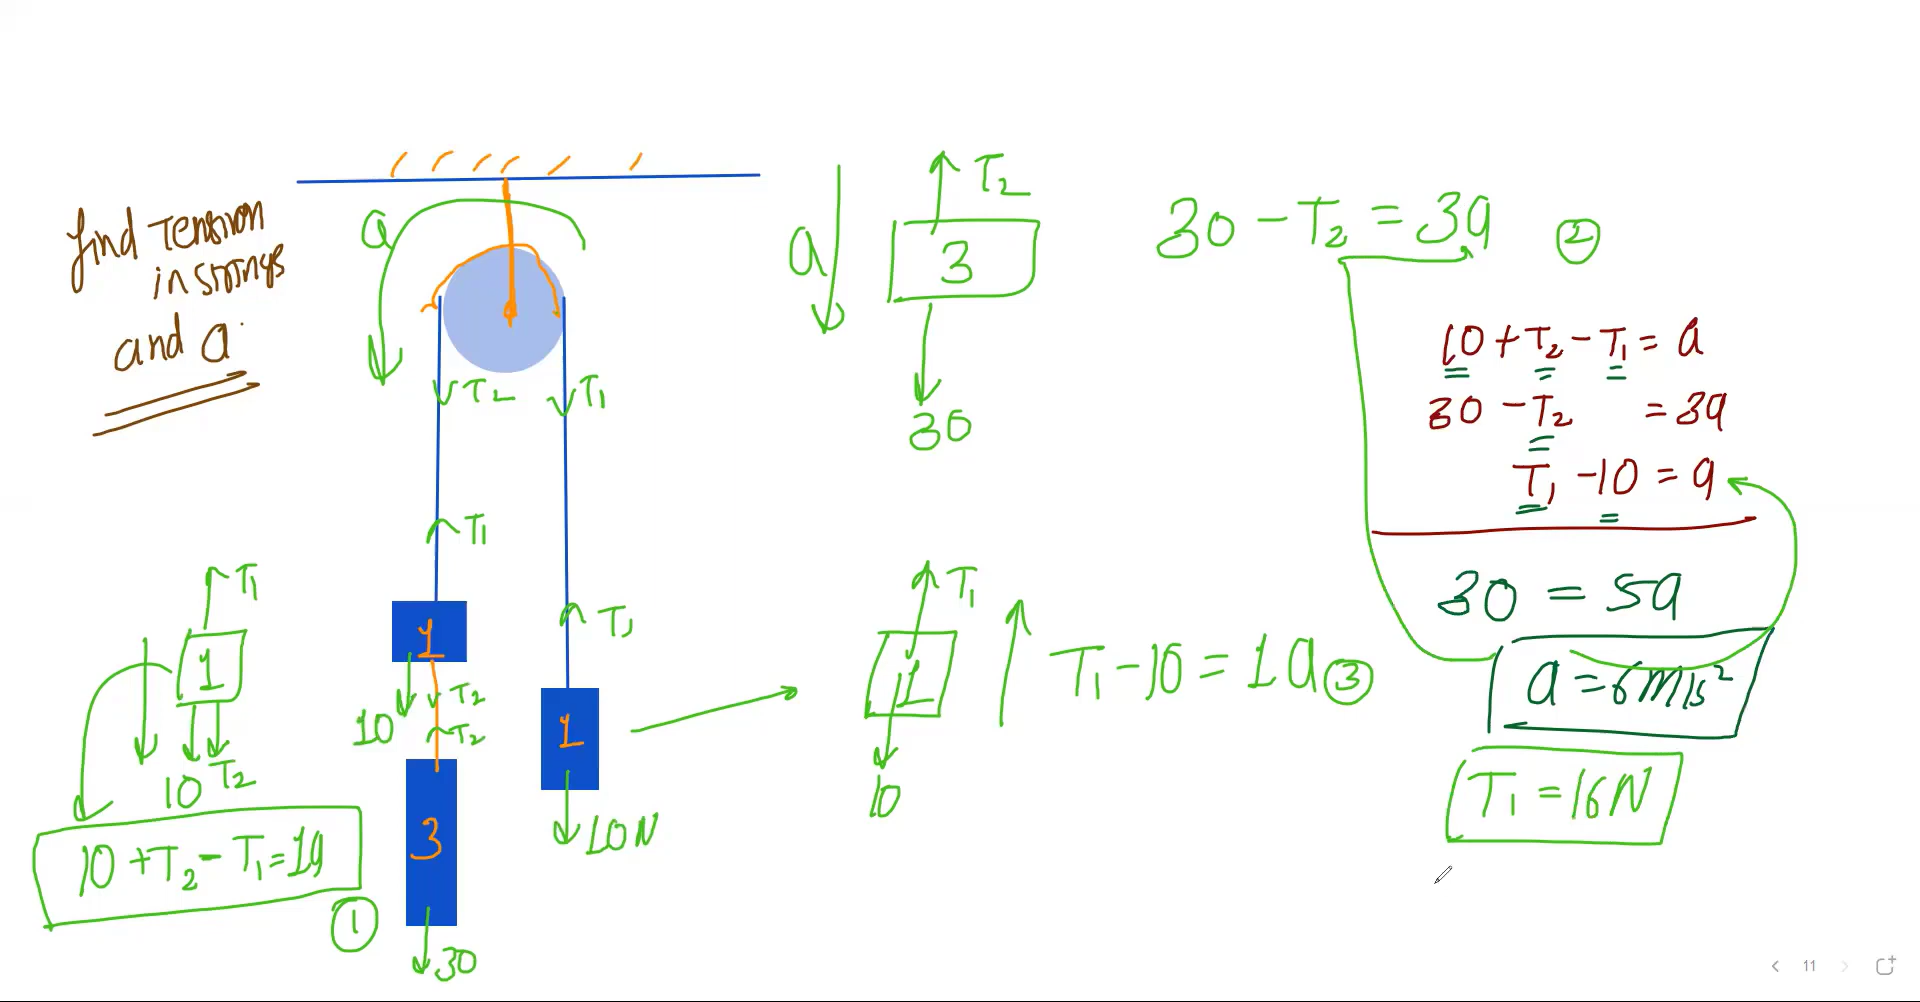 find Tension
in strings
and a
a
T2
T1
T1
T1
1
10
T2
T2
3
30
1
10N
T1
1
10 T2
10 + T2 - T1 = 1a
1
a
T2
3
30
30 - T2 = 3a
2
T1
1
10
T1 - 10 = 1a
3
10 + T2 - T1 = a
30 - T2 = 3a
T1 - 10 = a
30 = 5a
a = 6m/s²
T1 = 16N
11